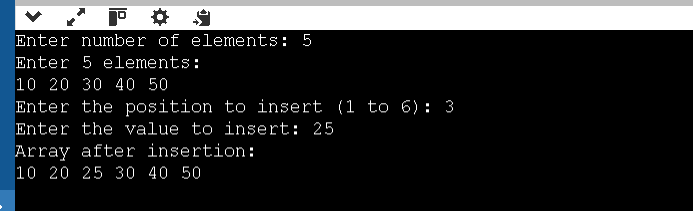 Enter number of elements: 5
Enter 5 elements:
10 20 30 40 50
Enter the position to insert (1 to 6): 3
Enter the value to insert: 25
Array after insertion:
10 20 25 30 40 50